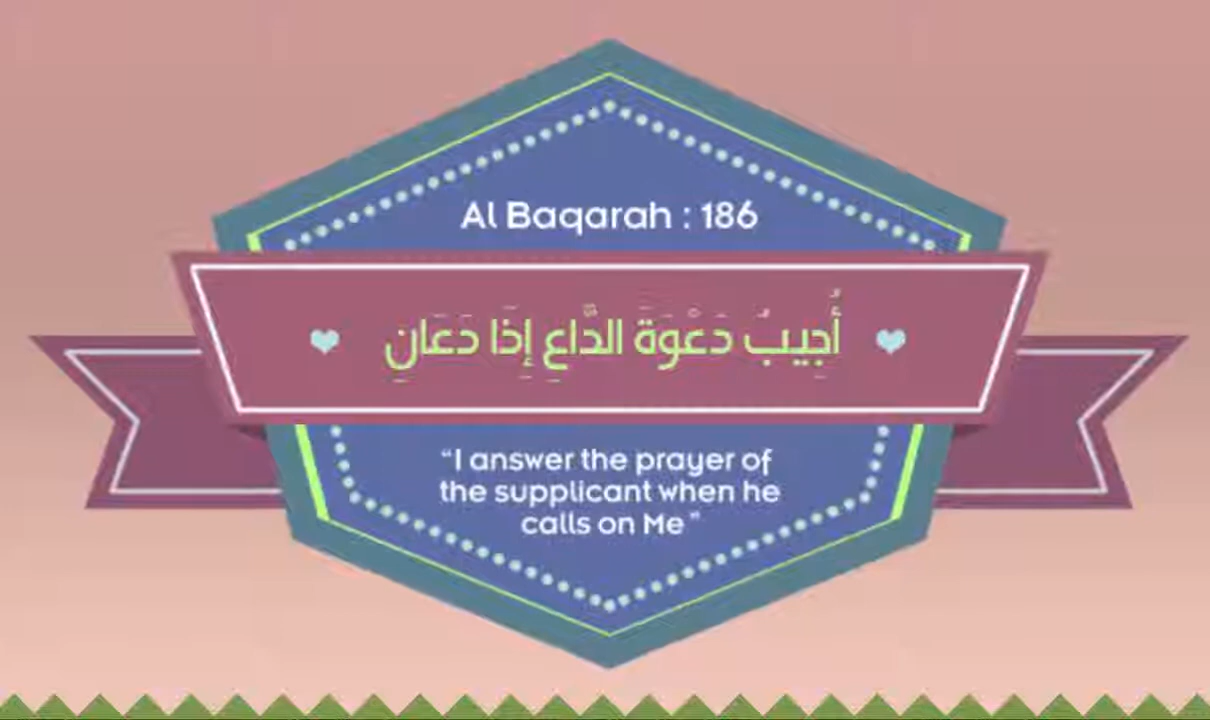 Al Baqarah : 186
أُجِيبُ دَعْوَةَ الدَّاعِ إِذَا دَعَانِ
“I answer the prayer of
the supplicant when he
calls on Me”